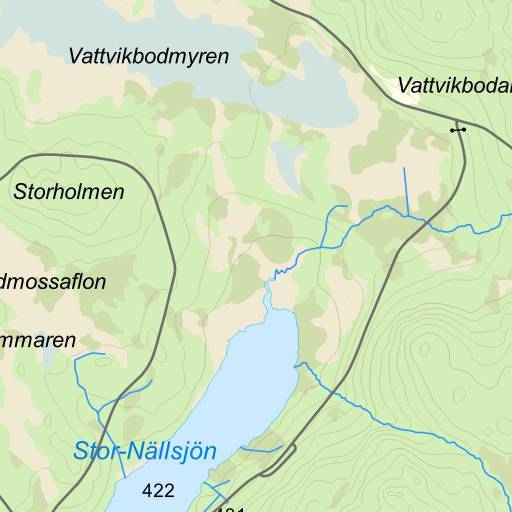 Vattvikbodmyren
Vattvikbodar
Storholmen
dmossaflon
mmaren
Stor-Nällsjön
422